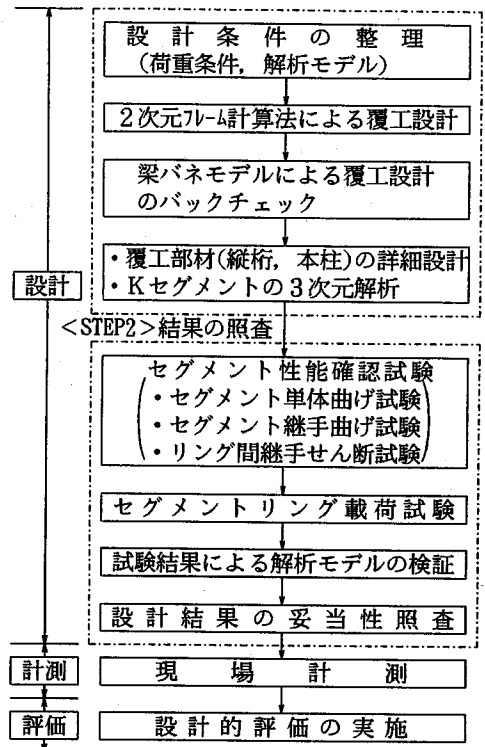 設計条件の整理
(荷重条件, 解析モデル)
2次元フレーム計算法による覆工設計
梁バネモデルによる覆工設計
のバックチェック
・覆工部材(縦桁, 本柱)の詳細設計
・Kセグメントの3次元解析
設計
<STEP2>結果の照査
セグメント性能確認試験
・セグメント単体曲げ試験
・セグメント継手曲げ試験
・リング間継手せん断試験
セグメントリング載荷試験
試験結果による解析モデルの検証
設計結果の妥当性照査
計測
現場計測
評価
設計的評価の実施